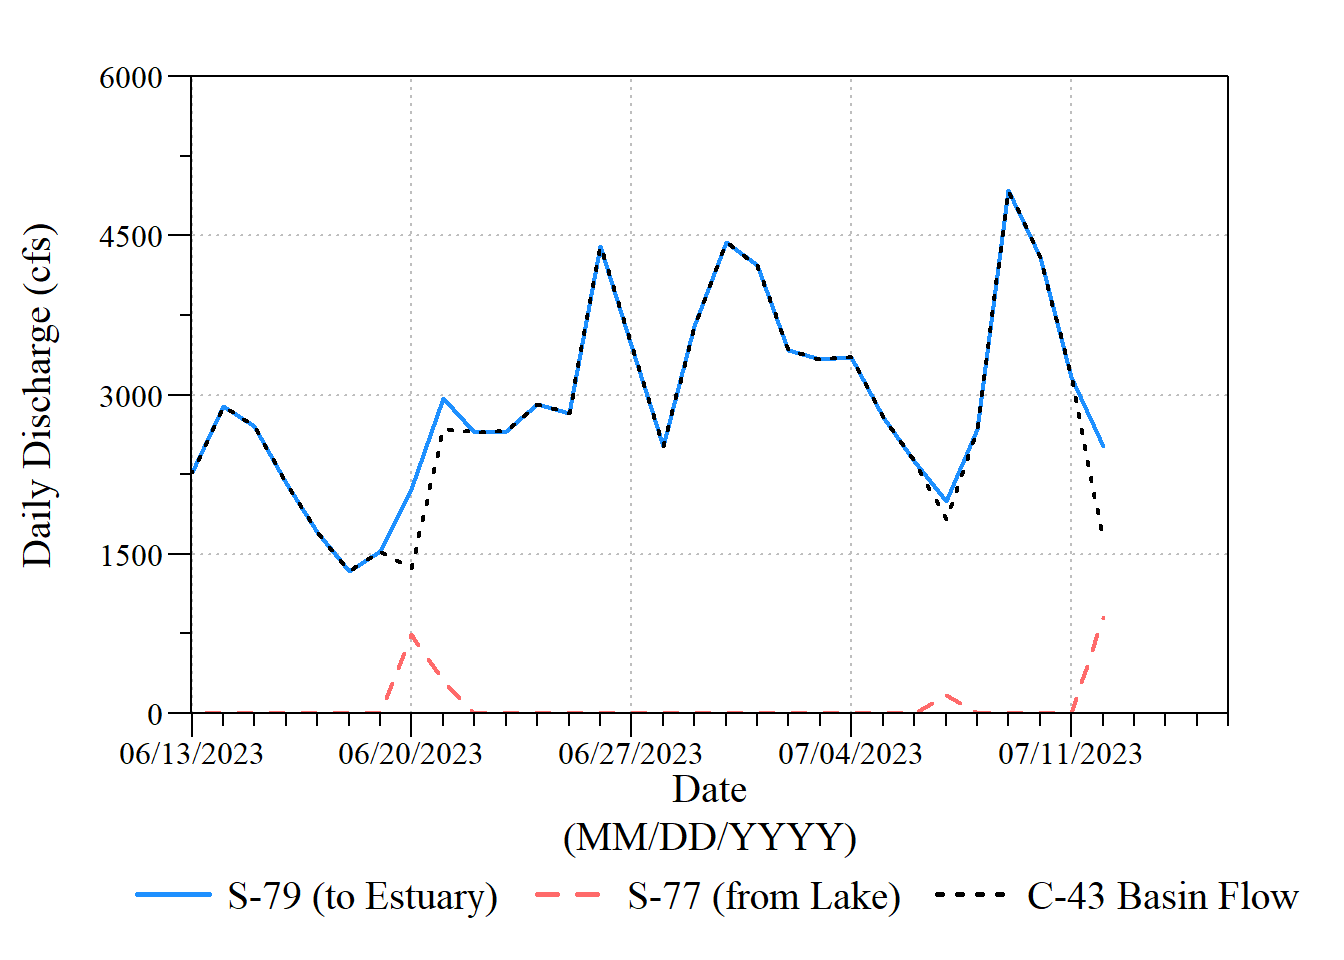 6000
4500
3000
1500
0
Daily Discharge (cfs)
06/13/2023 06/20/2023 06/27/2023 07/04/2023 07/11/2023
Date
(MM/DD/YYYY)
S-79 (to Estuary) S-77 (from Lake) C-43 Basin Flow